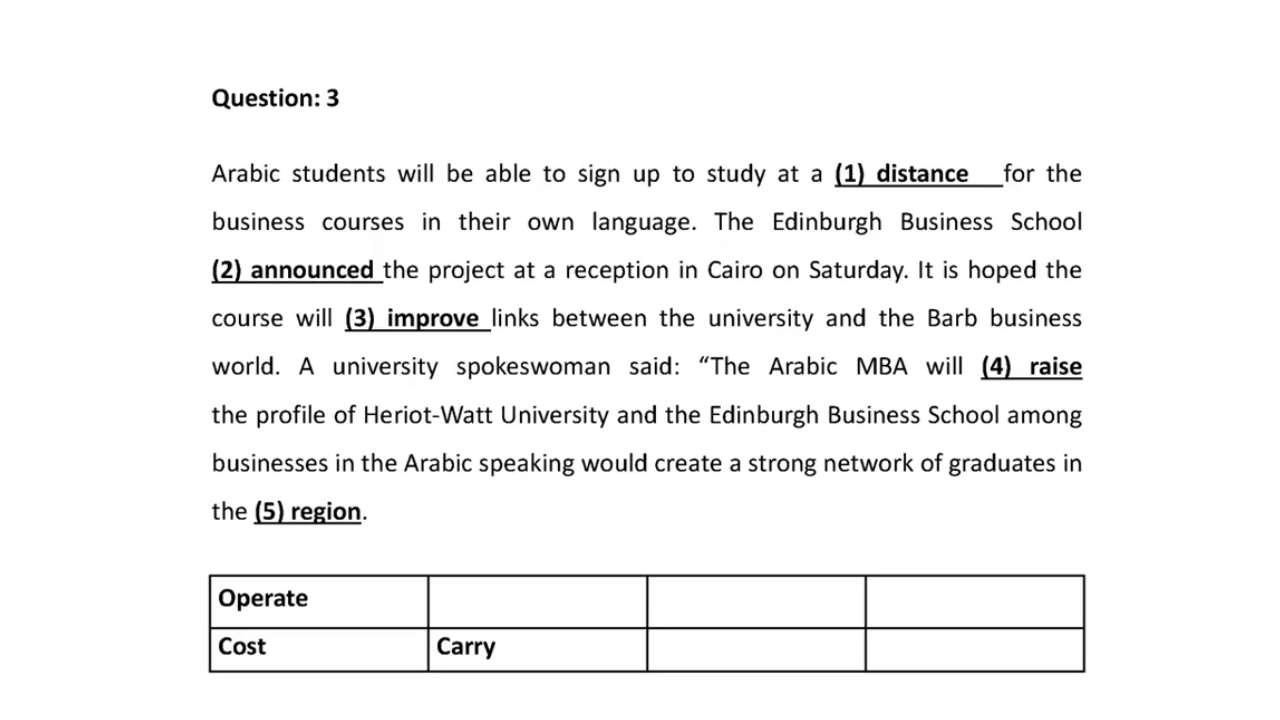 Question: 3
Arabic students will be able to sign up to study at a (1) distance for the
business courses in their own language. The Edinburgh Business School
(2) announced the project at a reception in Cairo on Saturday. It is hoped the
course will (3) improve links between the university and the Barb business
world. A university spokeswoman said: “The Arabic MBA will (4) raise
the profile of Heriot-Watt University and the Edinburgh Business School among
businesses in the Arabic speaking would create a strong network of graduates in
the (5) region.
Operate
Cost Carry